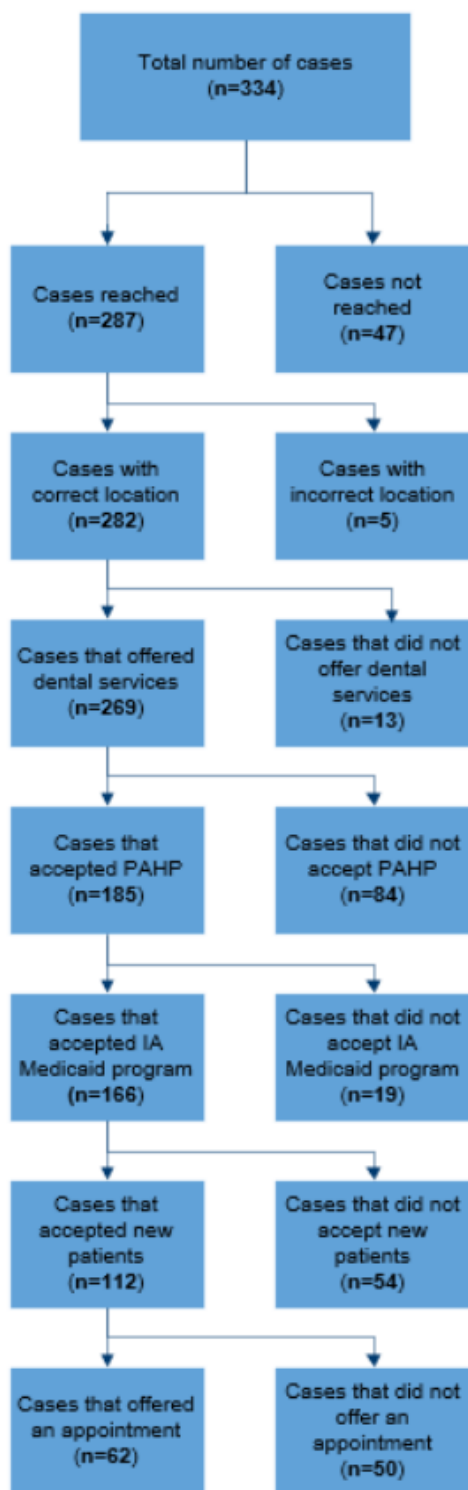 Total number of cases
(n=334)
Cases reached
(n=287)
Cases not
reached
(n=47)
Cases with
correct location
(n=282)
Cases with
incorrect location
(n=5)
Cases that offered
dental services
(n=269)
Cases that did not
offer dental
services
(n=13)
Cases that
accepted PAHP
(n=185)
Cases that did not
accept PAHP
(n=84)
Cases that
accepted IA
Medicaid program
(n=166)
Cases that did not
accept IA
Medicaid program
(n=19)
Cases that
accepted new
patients
(n=112)
Cases that did not
accept new
patients
(n=54)
Cases that offered
an appointment
(n=62)
Cases that did not
offer an
appointment
(n=50)